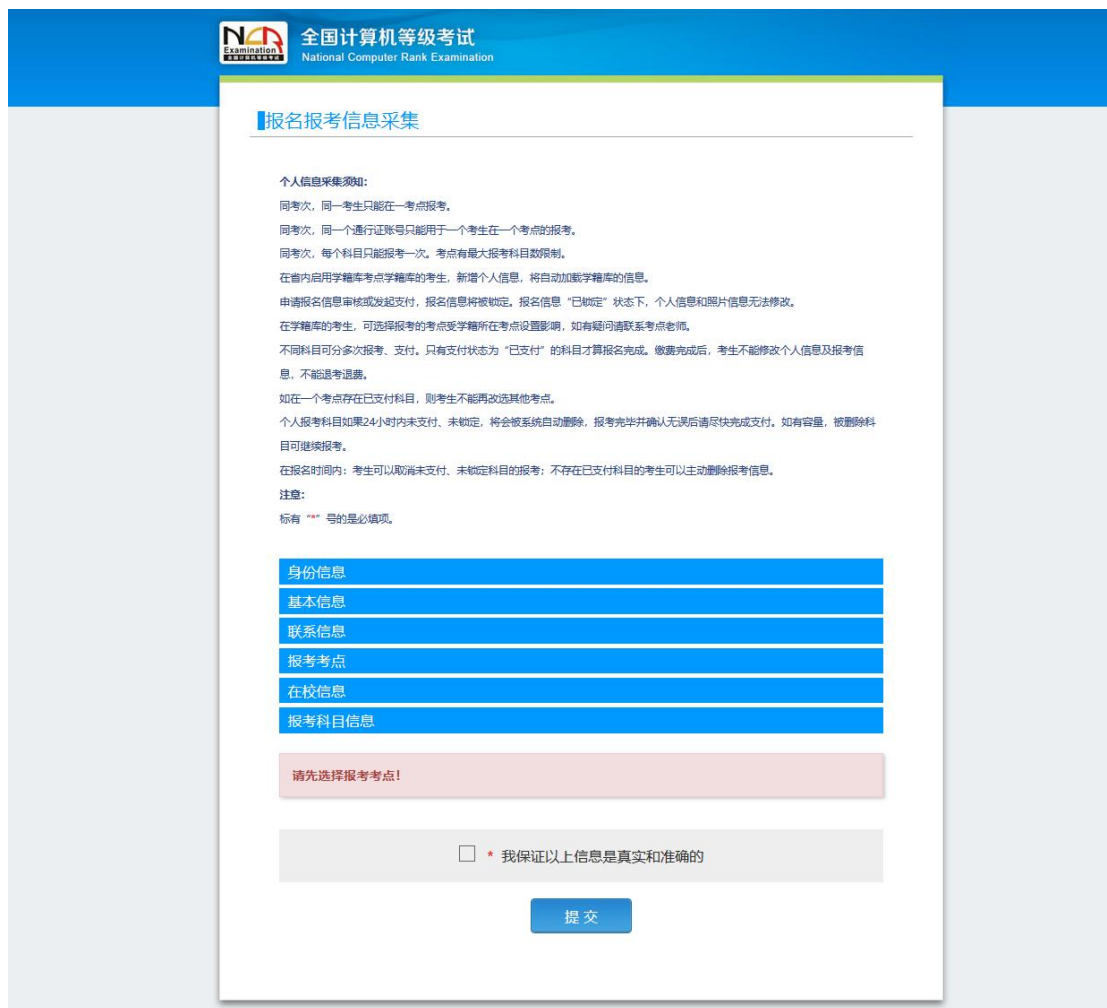 NCR
Examination
全国计算机等级考试
全国计算机等级考试
National Computer Rank Examination
报名报考信息采集
个人信息采集须知：
同考次，同一考生只能在一考点报考。
同考次，同一个通行证账号只能用于一个考生在一个考点的报考。
同考次，每个科目只能报考一次。考点有最大报考科目数限制。
在省内启用学籍库考点学籍库的考生，新增个人信息，将自动加载学籍库的信息。
申请报名信息审核或发起支付，报名信息将被锁定。报名信息“已锁定”状态下，个人信息和照片信息无法修改。
在学籍库的考生，可选择报考的考点受学籍所在考点设置影响，如有疑问请联系考点老师。
不同科目可分多次报考、支付。只有支付状态为“已支付”的科目才算报名完成。缴费完成后，考生不能修改个人信息及报考信
息，不能退考退费。
如在一个考点存在已支付科目，则考生不能再改选其他考点。
个人报考科目如果24小时内未支付、未锁定，将会被系统自动删除，报考完毕并确认无误后请尽快完成支付。如有容量，被删除科
目可继续报考。
在报名时间内：考生可以取消未支付、未锁定科目的报考；不存在已支付科目的考生可以主动删除报考信息。
注意：
标有“*”号的是必填项。
身份信息
基本信息
联系信息
报考考点
在校信息
报考科目信息
请先选择报考考点！
* 我保证以上信息是真实和准确的
提 交